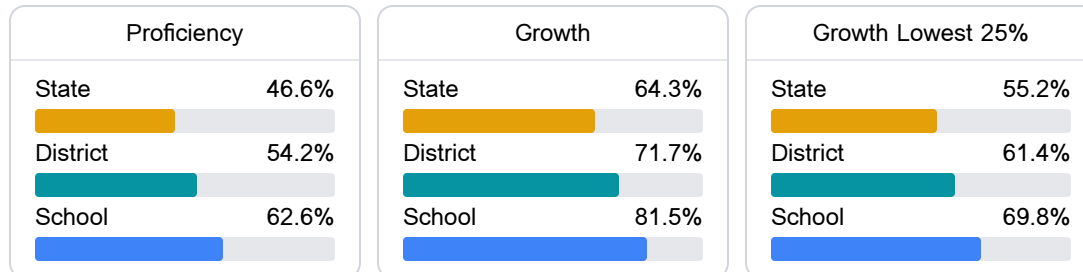 Proficiency
State 46.6%
District 54.2%
School 62.6%
Growth
State 64.3%
District 71.7%
School 81.5%
Growth Lowest 25%
State 55.2%
District 61.4%
School 69.8%